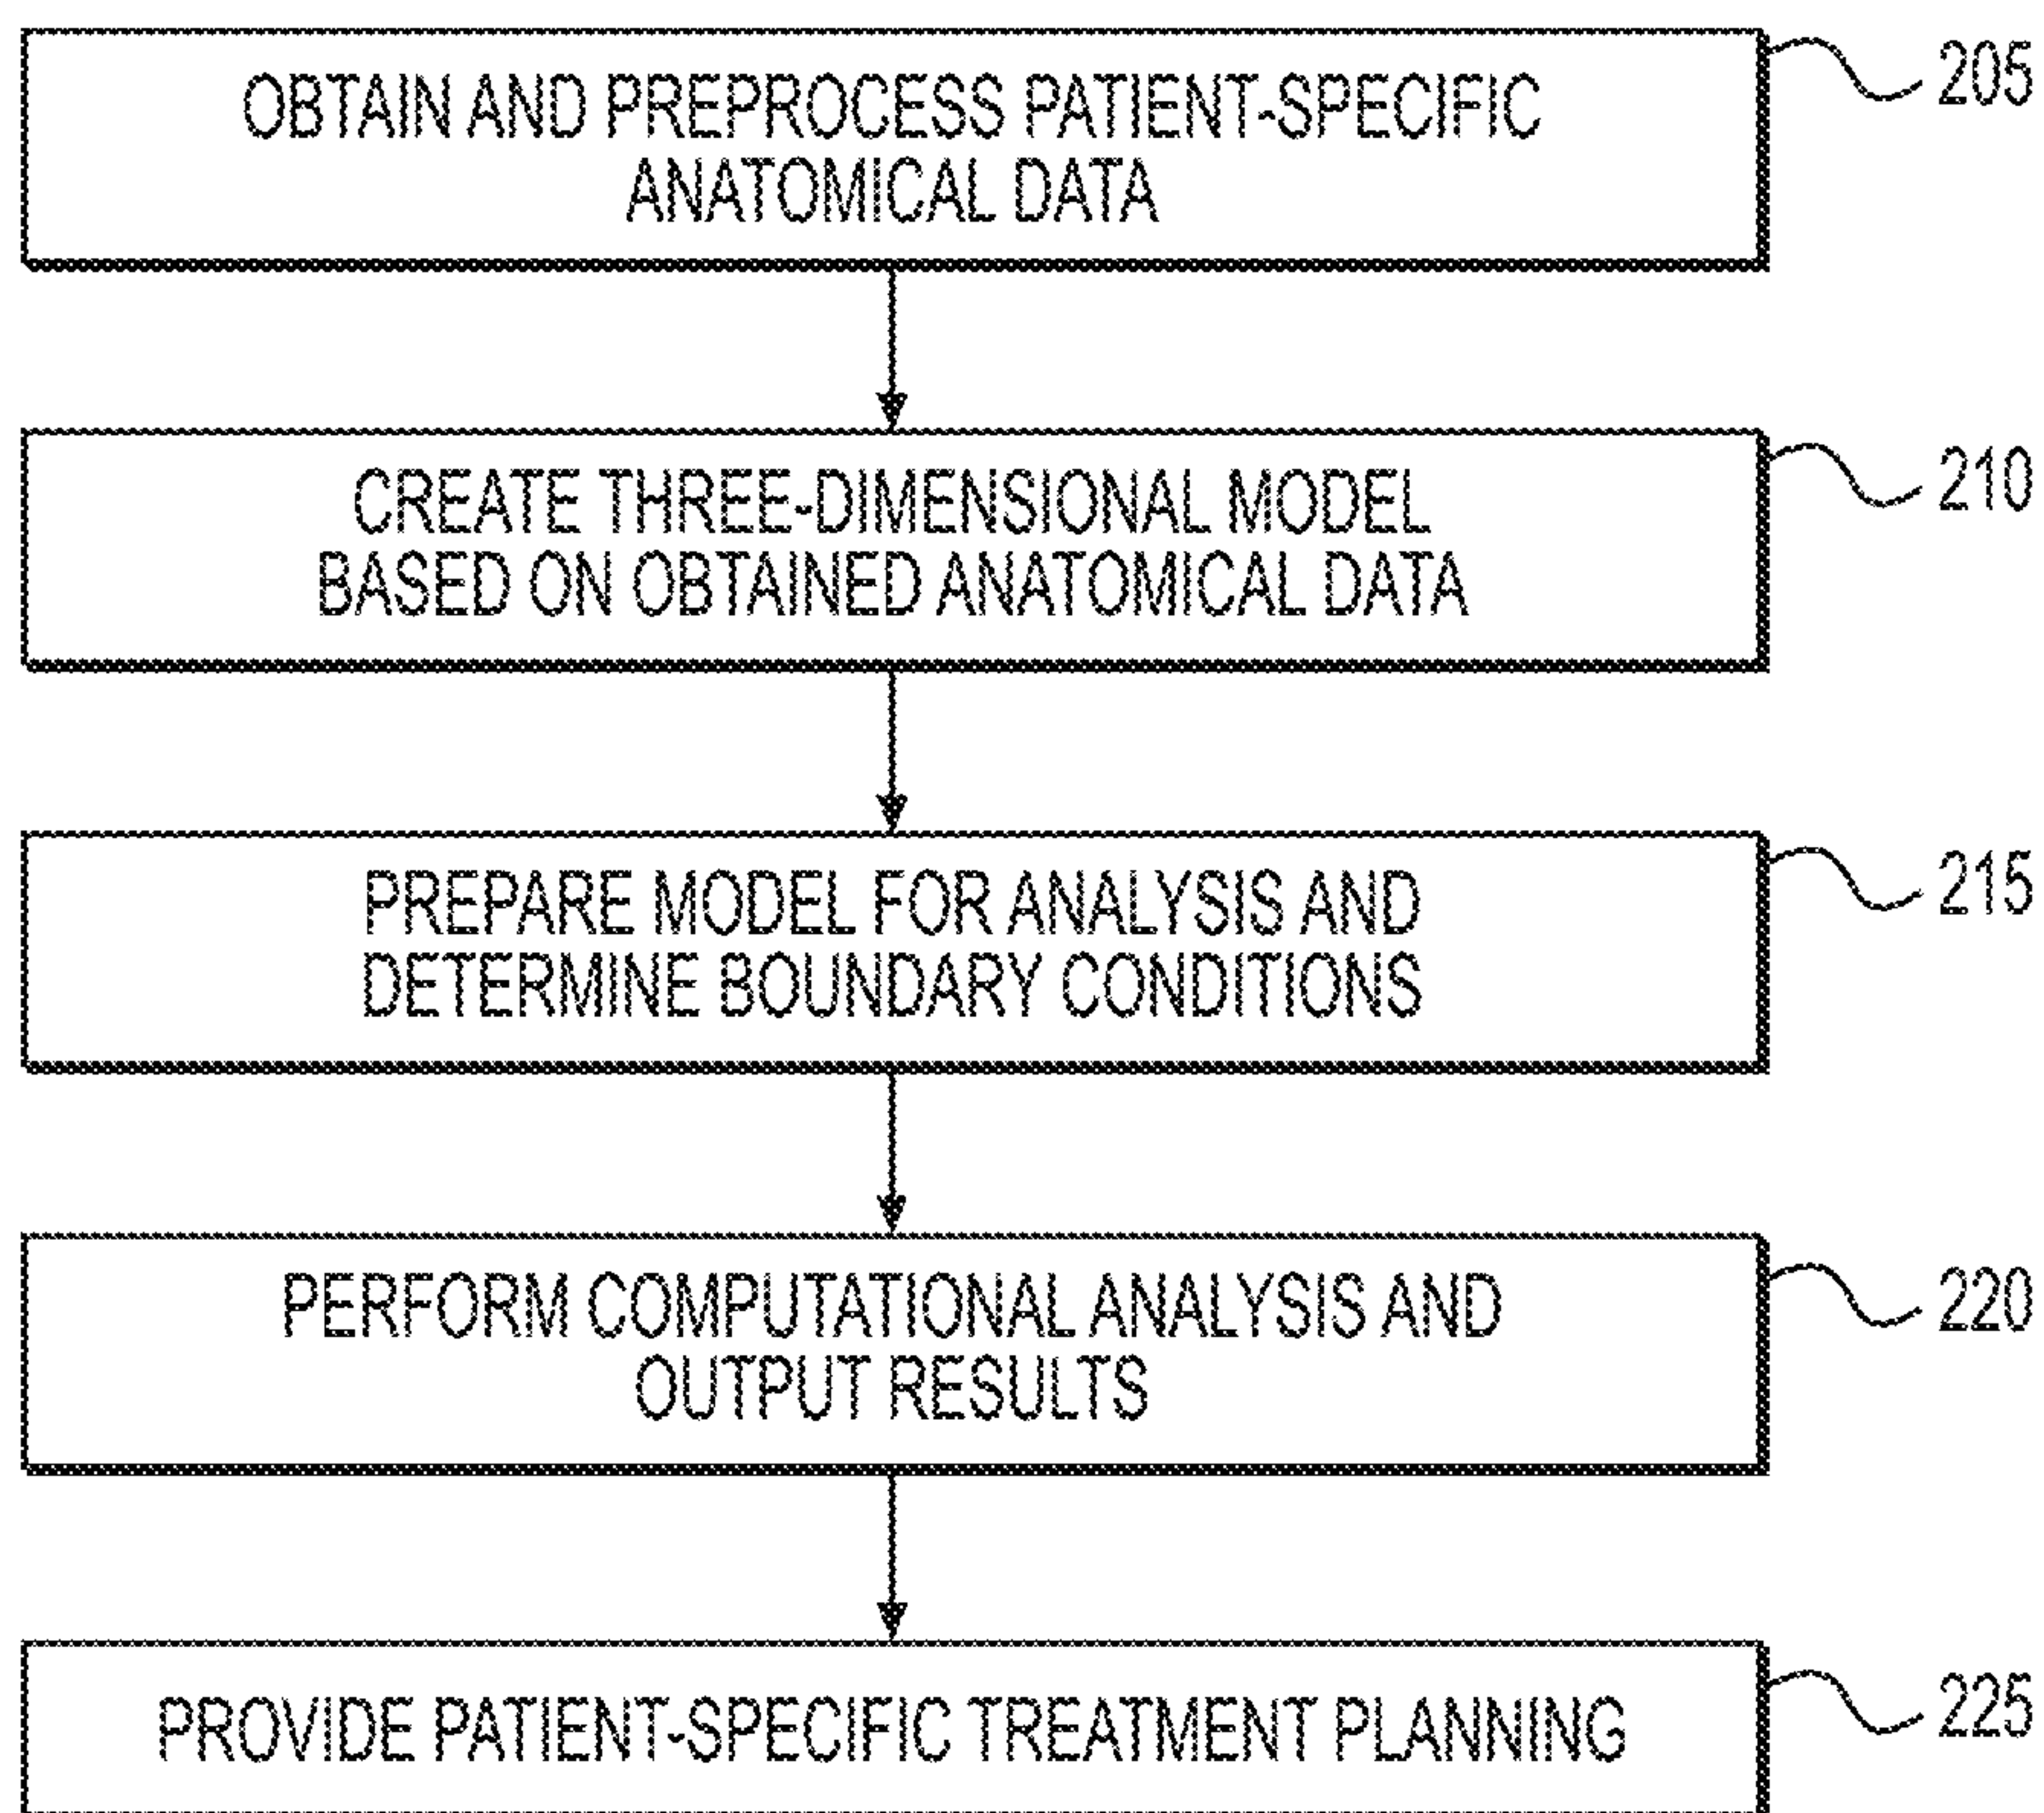 OBTAIN AND PREPROCESS PATIENT-SPECIFIC
ANATOMICAL DATA
205
CREATE THREE-DIMENSIONAL MODEL
BASED ON OBTAINED ANATOMICAL DATA
210
PREPARE MODEL FOR ANALYSIS AND
DETERMINE BOUNDARY CONDITIONS
215
PERFORM COMPUTATIONAL ANALYSIS AND
OUTPUT RESULTS
220
PROVIDE PATIENT-SPECIFIC TREATMENT PLANNING
225